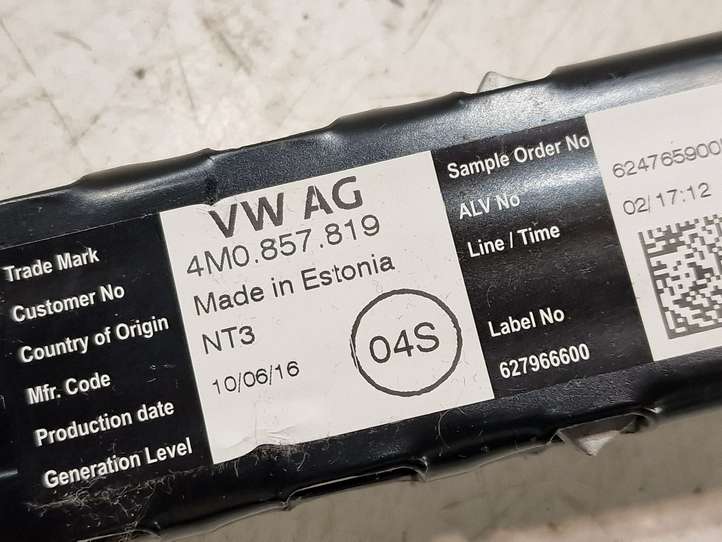 Trade Mark
Customer No
Country of Origin
Mfr. Code
Production date
Generation Level
VW AG
4M0.857.819
Made in Estonia
NT3
10/06/16
04S
Sample Order No
ALV No
Line / Time
Label No
627966600
62476590
02/17:12